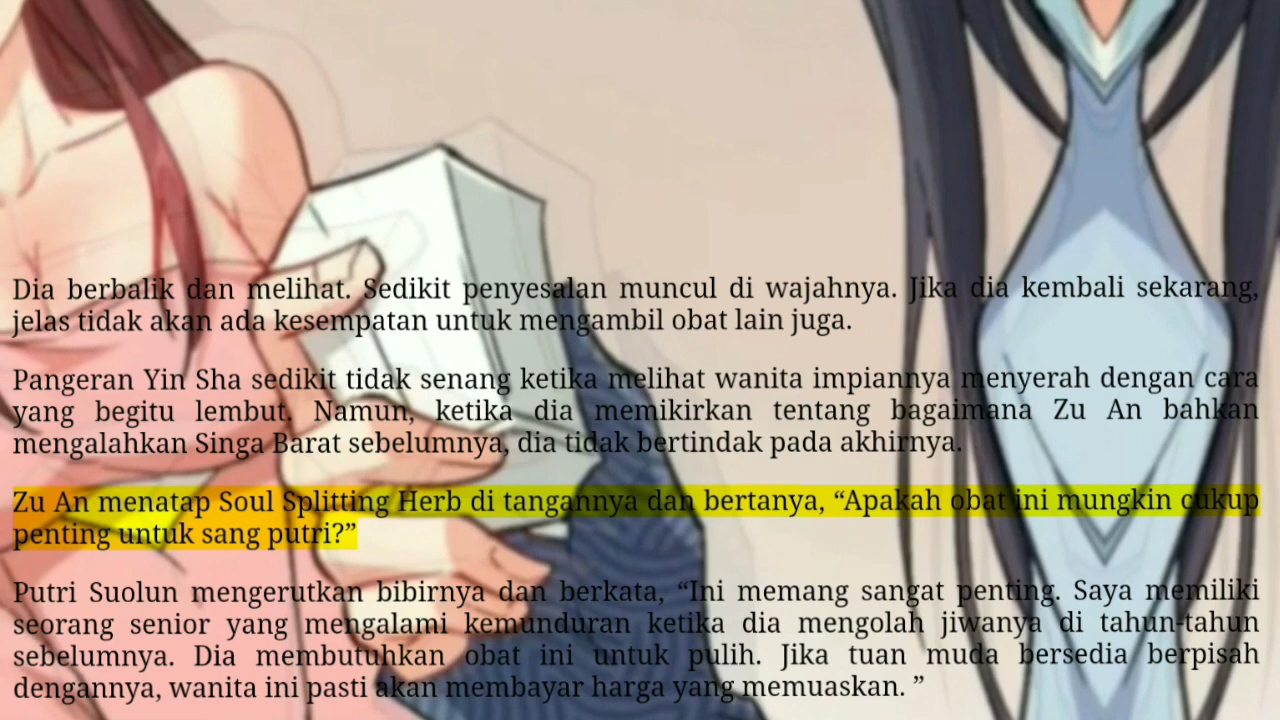 Dia berbalik dan melihat. Sedikit penyesalan muncul di wajahnya. Jika dia kembali sekarang,
jelas tidak akan ada kesempatan untuk mengambil obat lain juga.
Pangeran Yin Sha sedikit tidak senang ketika melihat wanita impiannya menyerah dengan cara
yang begitu lembut. Namun, ketika dia memikirkan tentang bagaimana Zu An bahkan
mengalahkan Singa Barat sebelumnya, dia tidak bertindak pada akhirnya.
Zu An menatap Soul Splitting Herb di tangannya dan bertanya, “Apakah obat ini mungkin cukup
penting untuk sang putri?”
Putri Suolun mengerutkan bibirnya dan berkata, “Ini memang sangat penting. Saya memiliki
seorang senior yang mengalami kemunduran ketika dia mengolah jiwanya di tahun-tahun
sebelumnya. Dia membutuhkan obat ini untuk pulih. Jika tuan muda bersedia berpisah
dengannya, wanita ini pasti akan membayar harga yang memuaskan. ”